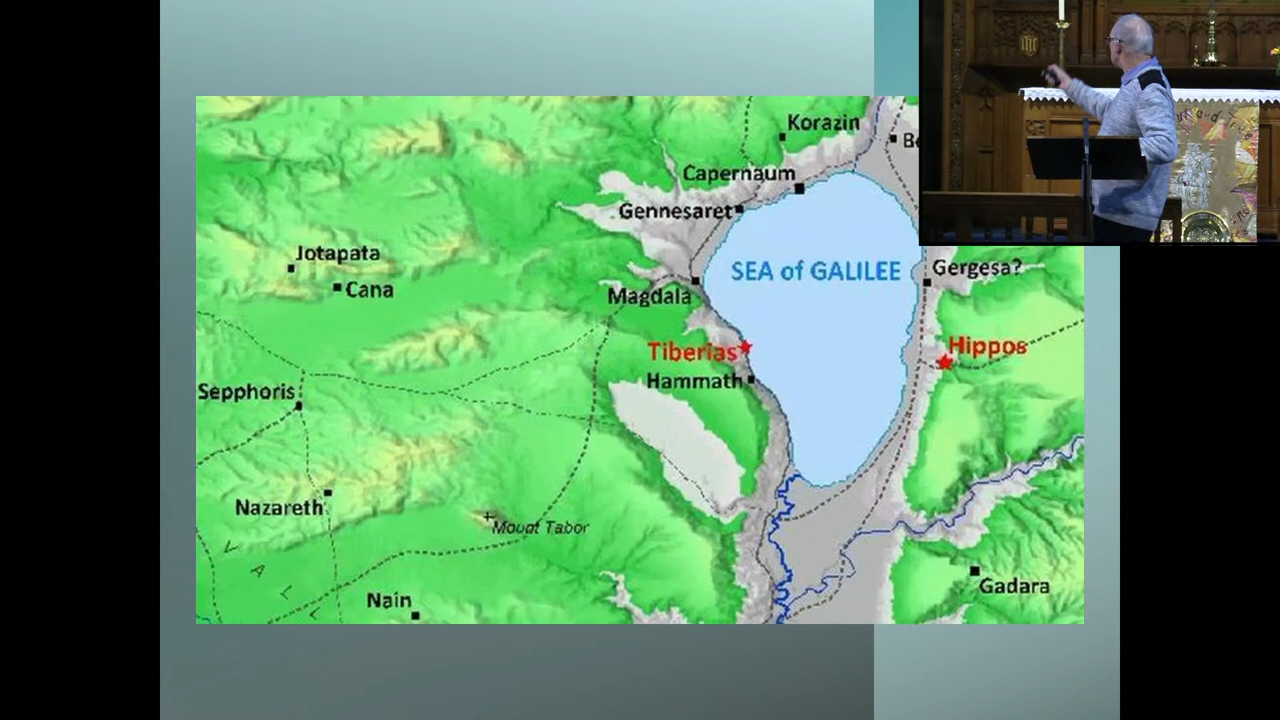 Korazin
Capernaum
Gennesaret
Jotapata
Cana
SEA of GALILEE
Gergesa?
Magdala
Tiberias
Hippos
Hammath
Sepphoris
Nazareth
Mount Tabor
Gadara
Nain